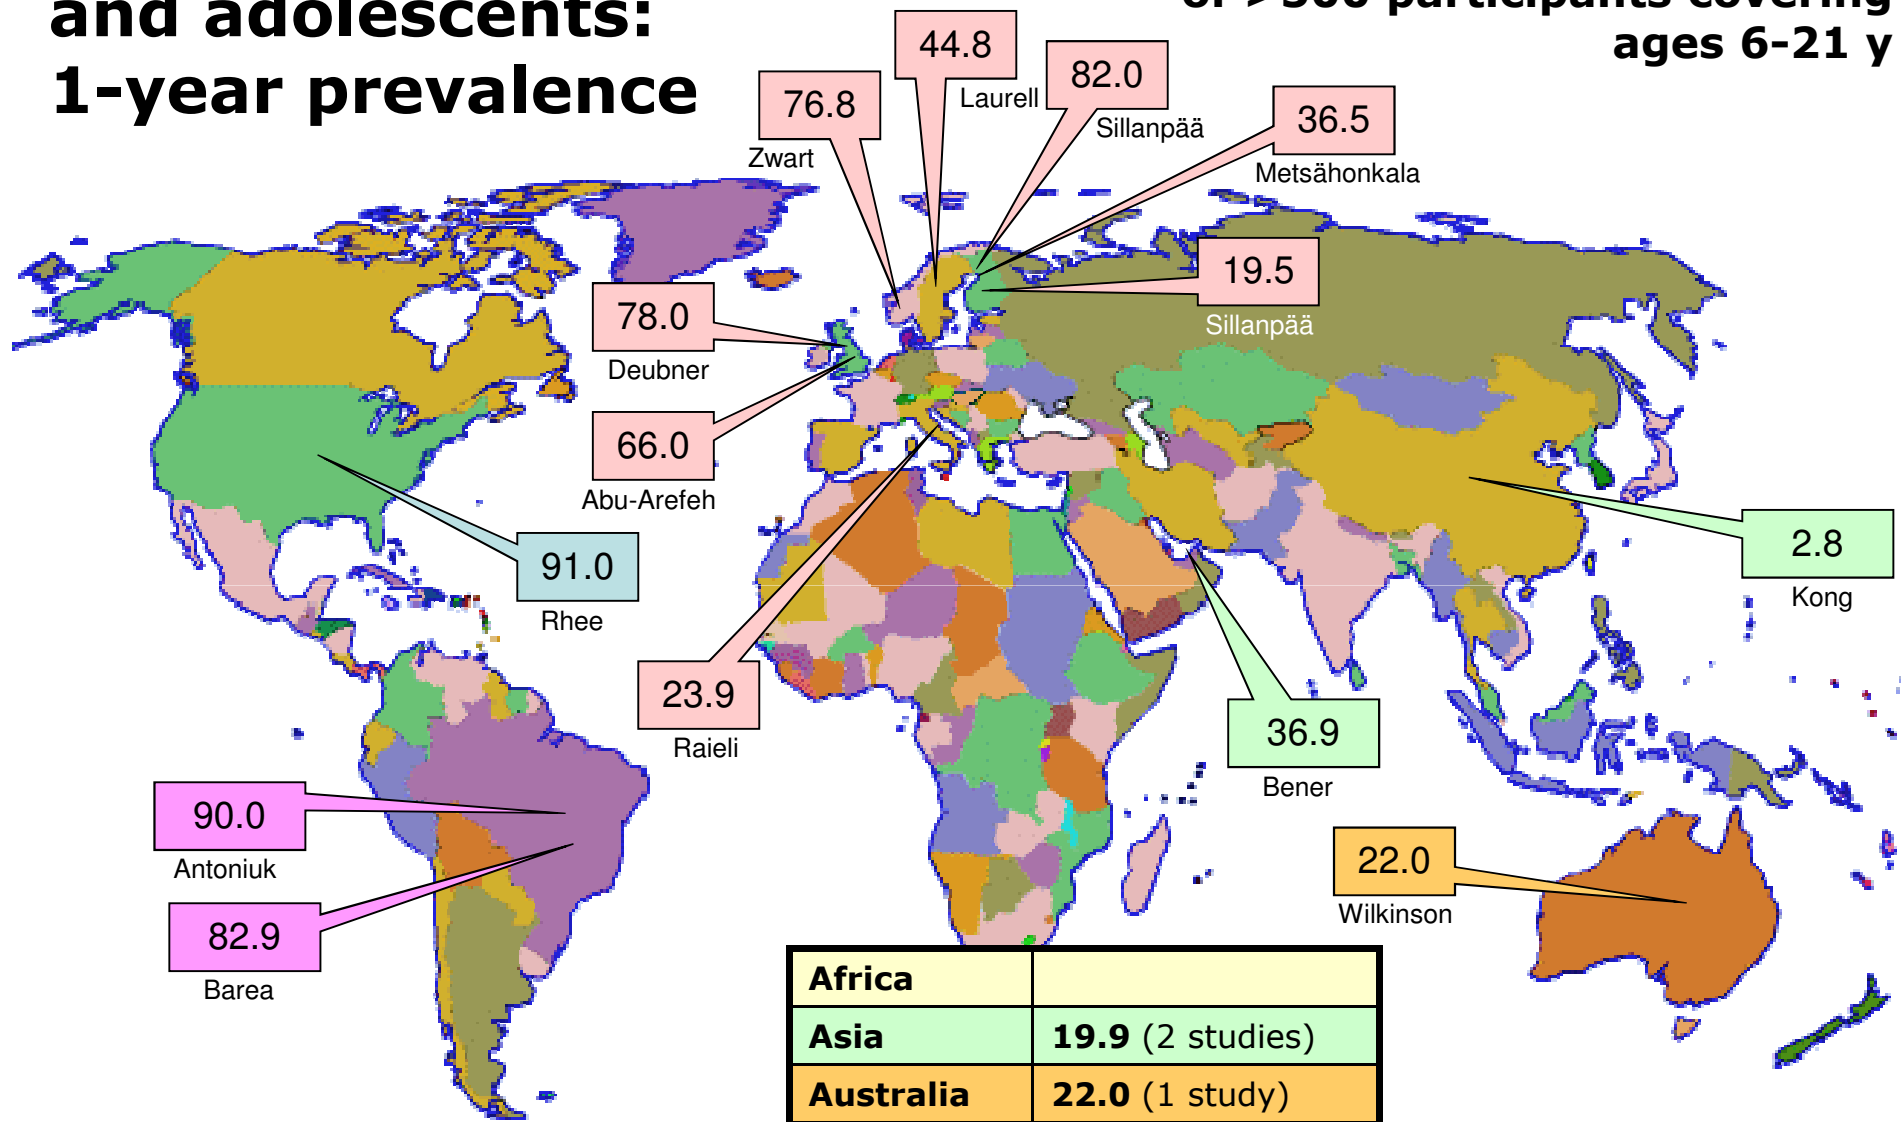 and adolescents:
1-year prevalence
participants covering
ages 6-21 y
44.8
Laurell
82.0
Sillanpää
76.8
Zwart
36.5
Metsähonkala
19.5
Sillanpää
78.0
Deubner
66.0
Abu-Arefeh
91.0
Rhee
2.8
Kong
23.9
Raieli
36.9
Bener
90.0
Antoniuk
82.9
Barea
22.0
Wilkinson
Africa
Asia 19.9 (2 studies)
Australia 22.0 (1 study)